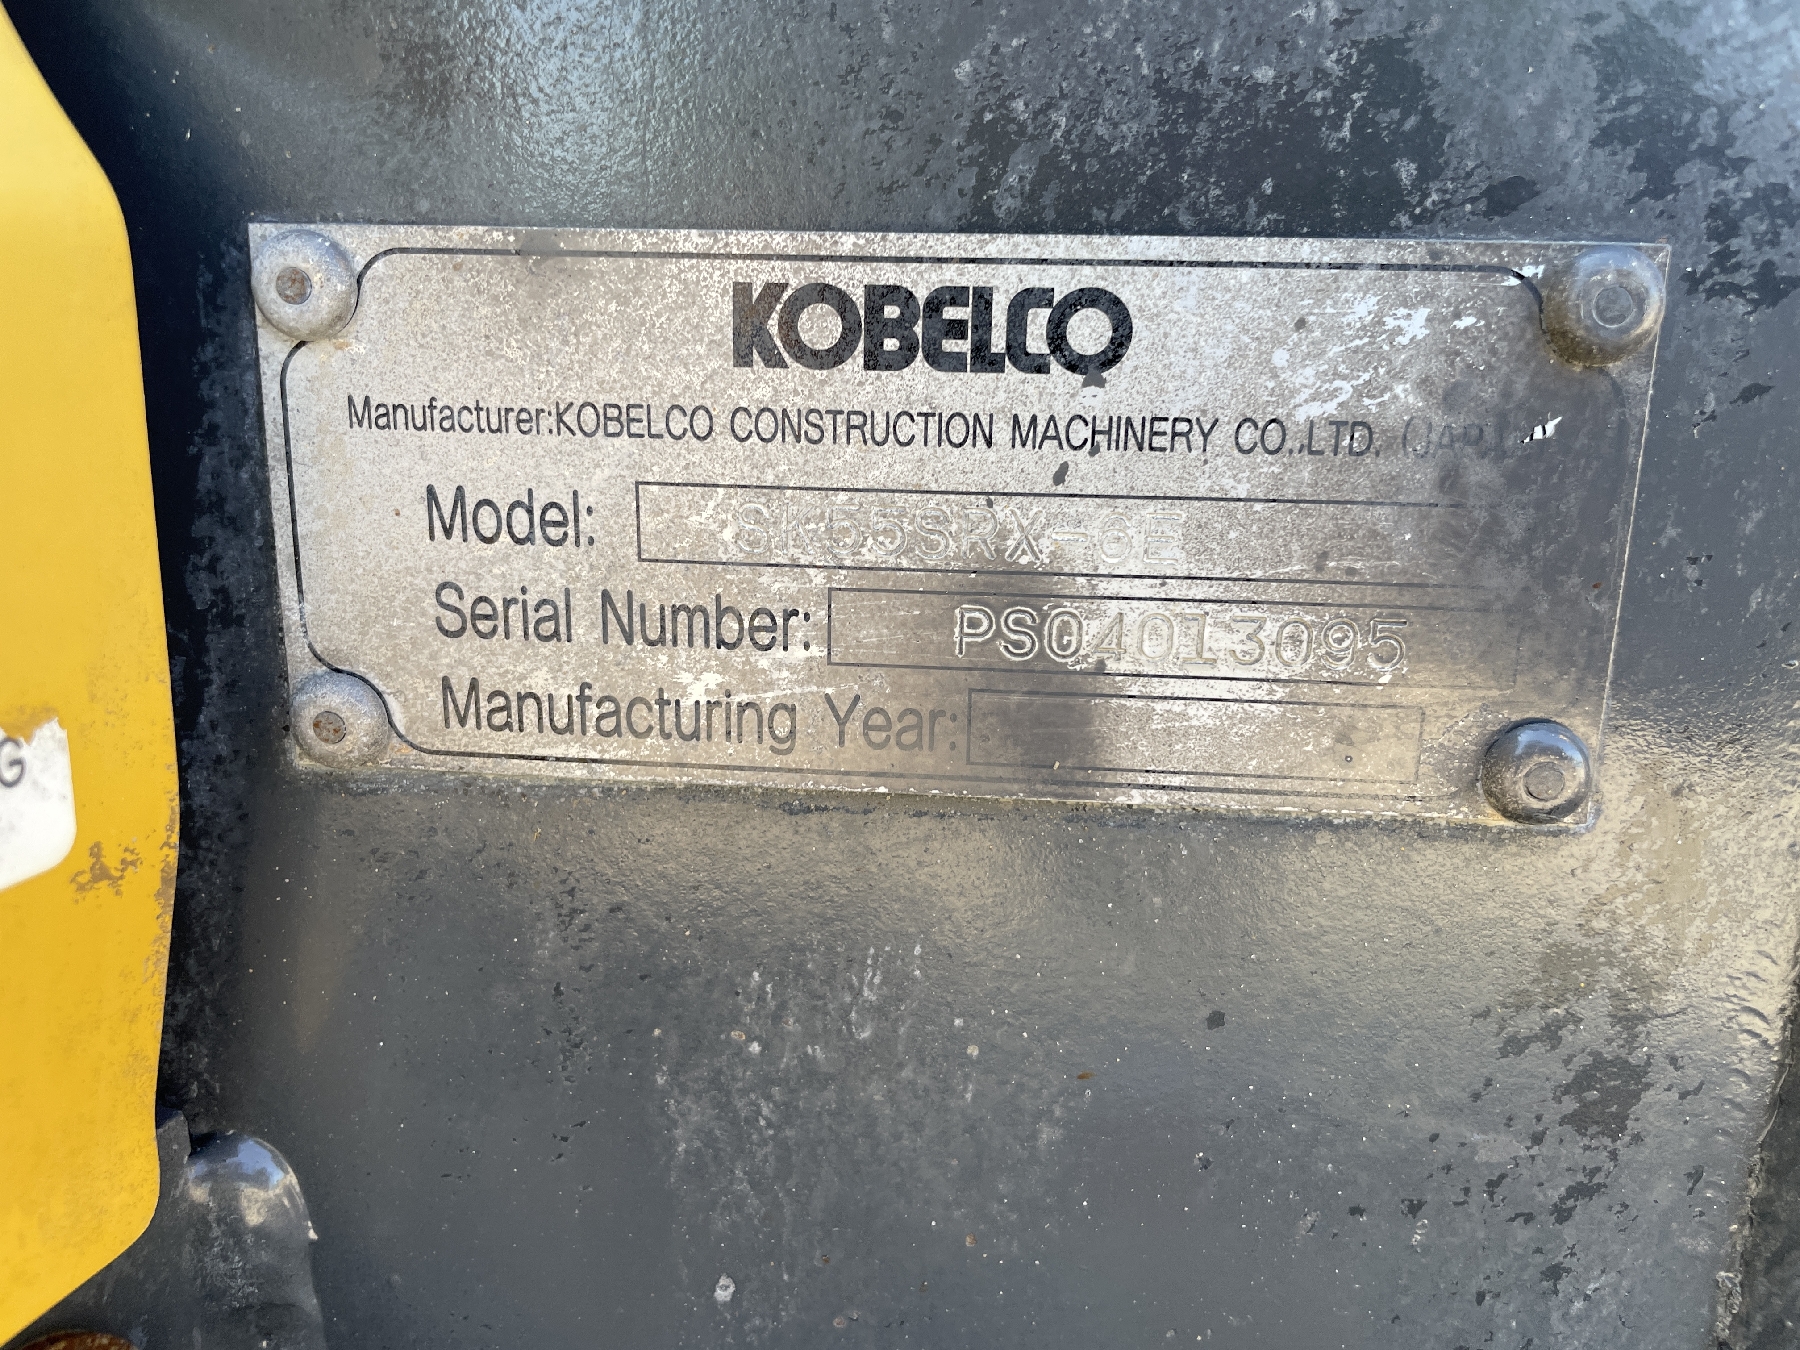 KOBELCO
Manufacturer:KOBELCO CONSTRUCTION MACHINERY CO.,LTD.
Model: SK55SRX-6E
Serial Number: PS04013095
Manufacturing Year:
G